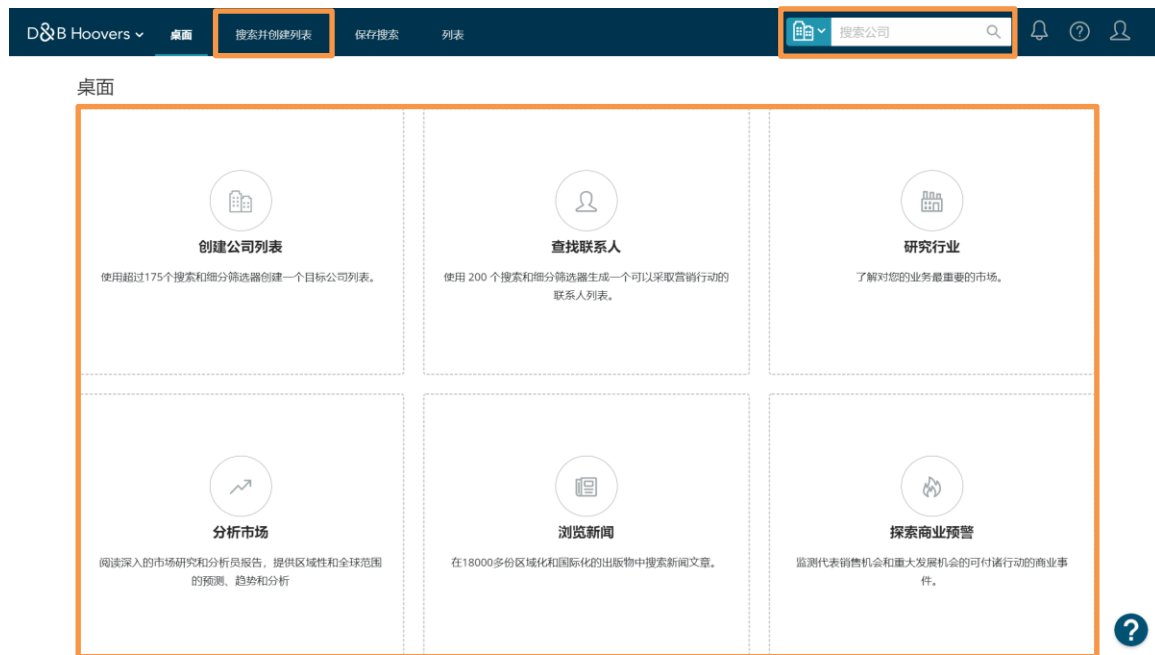 D&B Hoovers 桌面 搜索并创建列表 保存搜索 列表 搜索公司
桌面
创建公司列表
使用超过175个搜索和细分筛选器创建一个目标公司列表。
查找联系人
使用 200 个搜索和细分筛选器生成一个可以采取营销行动的
联系人列表。
研究行业
了解对您的业务最重要的市场。
分析市场
阅读深入的市场研究和分析员报告，提供区域性和全球范围
的预测、趋势和分析
浏览新闻
在18000多份区域化和国际化的出版物中搜索新闻文章。
探索商业预警
监测代表销售机会和重大发展机会的可付诸行动的商业事
件。